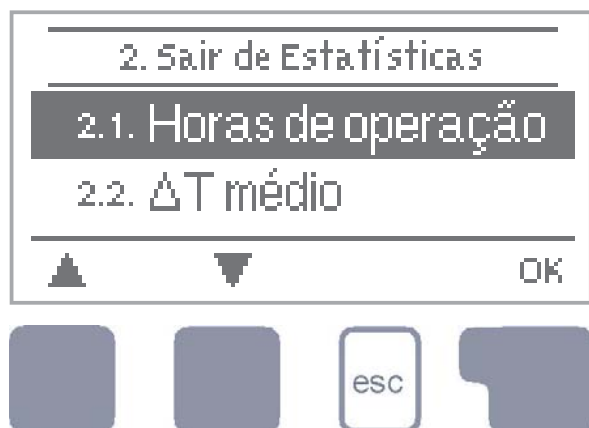 2. Sair de Estatísticas
2.1. Horas de operação
2.2. ΔT médio
OK
esc